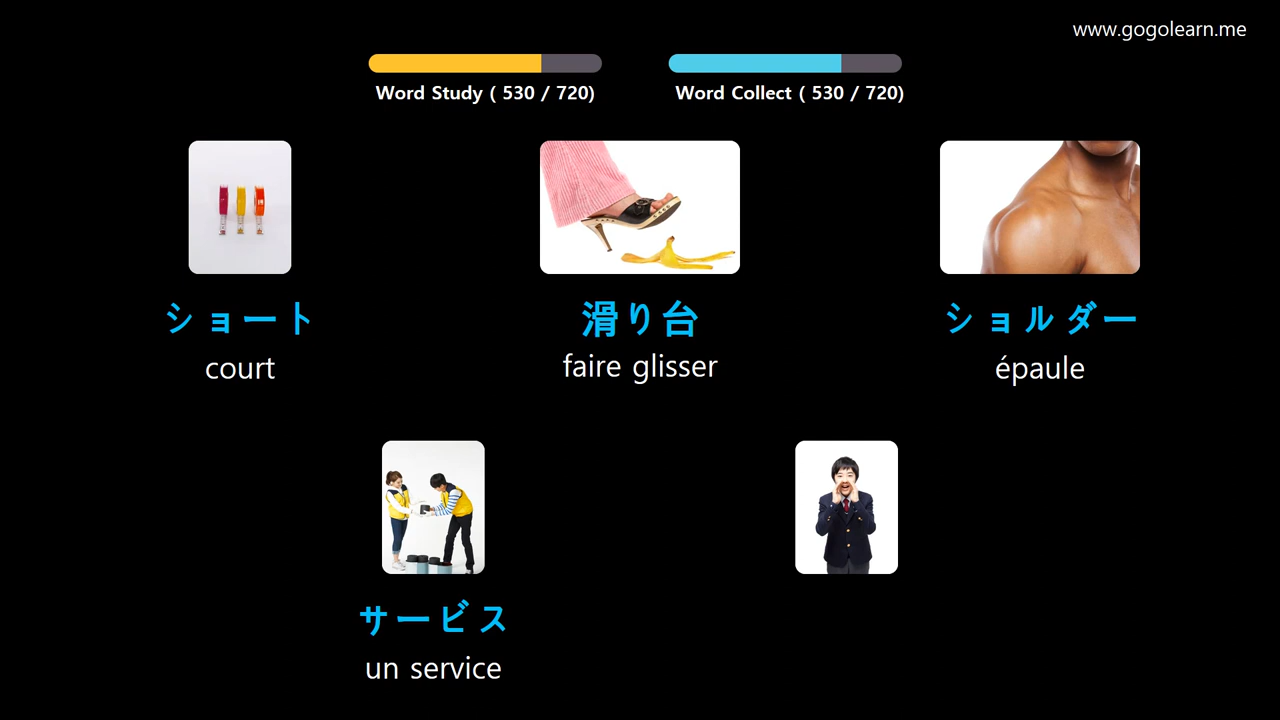 www.gogolearn.me
Word Study ( 530 / 720)
Word Collect ( 530 / 720)
ショート
court
滑り台
faire glisser
ショルダー
épaule
サービス
un service